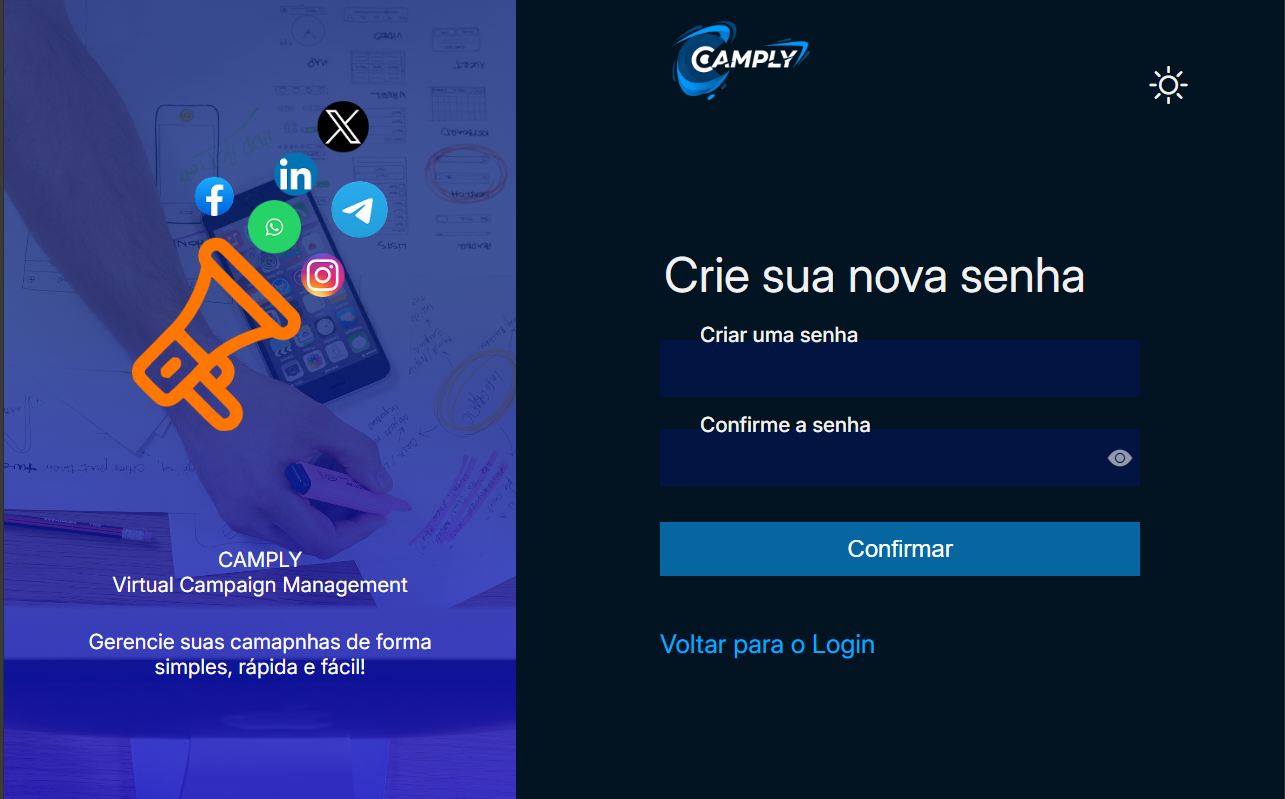 CAMPLY
Virtual Campaign Management
Gerencie suas camapnhas de forma
simples, rápida e fácil!
CAMPLY
Crie sua nova senha
Criar uma senha
Confirme a senha
Confirmar
Voltar para o Login